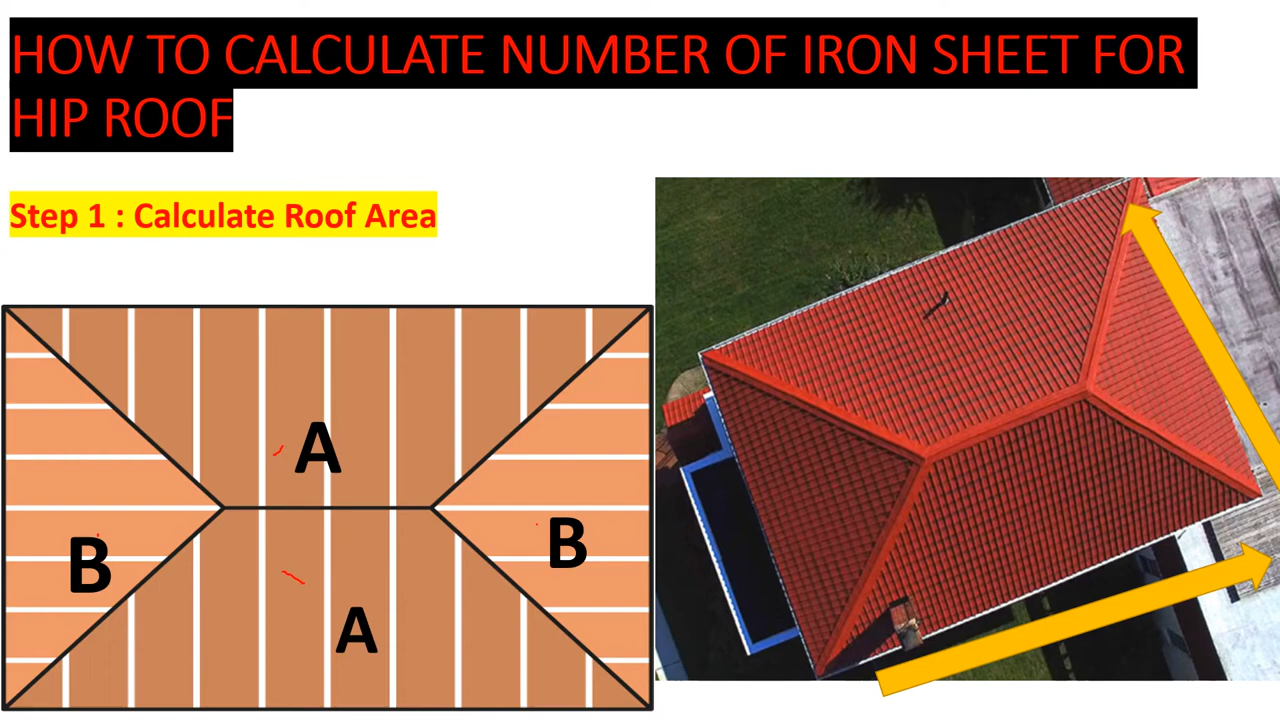 HOW TO CALCULATE NUMBER OF IRON SHEET FOR
HIP ROOF
Step 1 : Calculate Roof Area
A
B
B
A